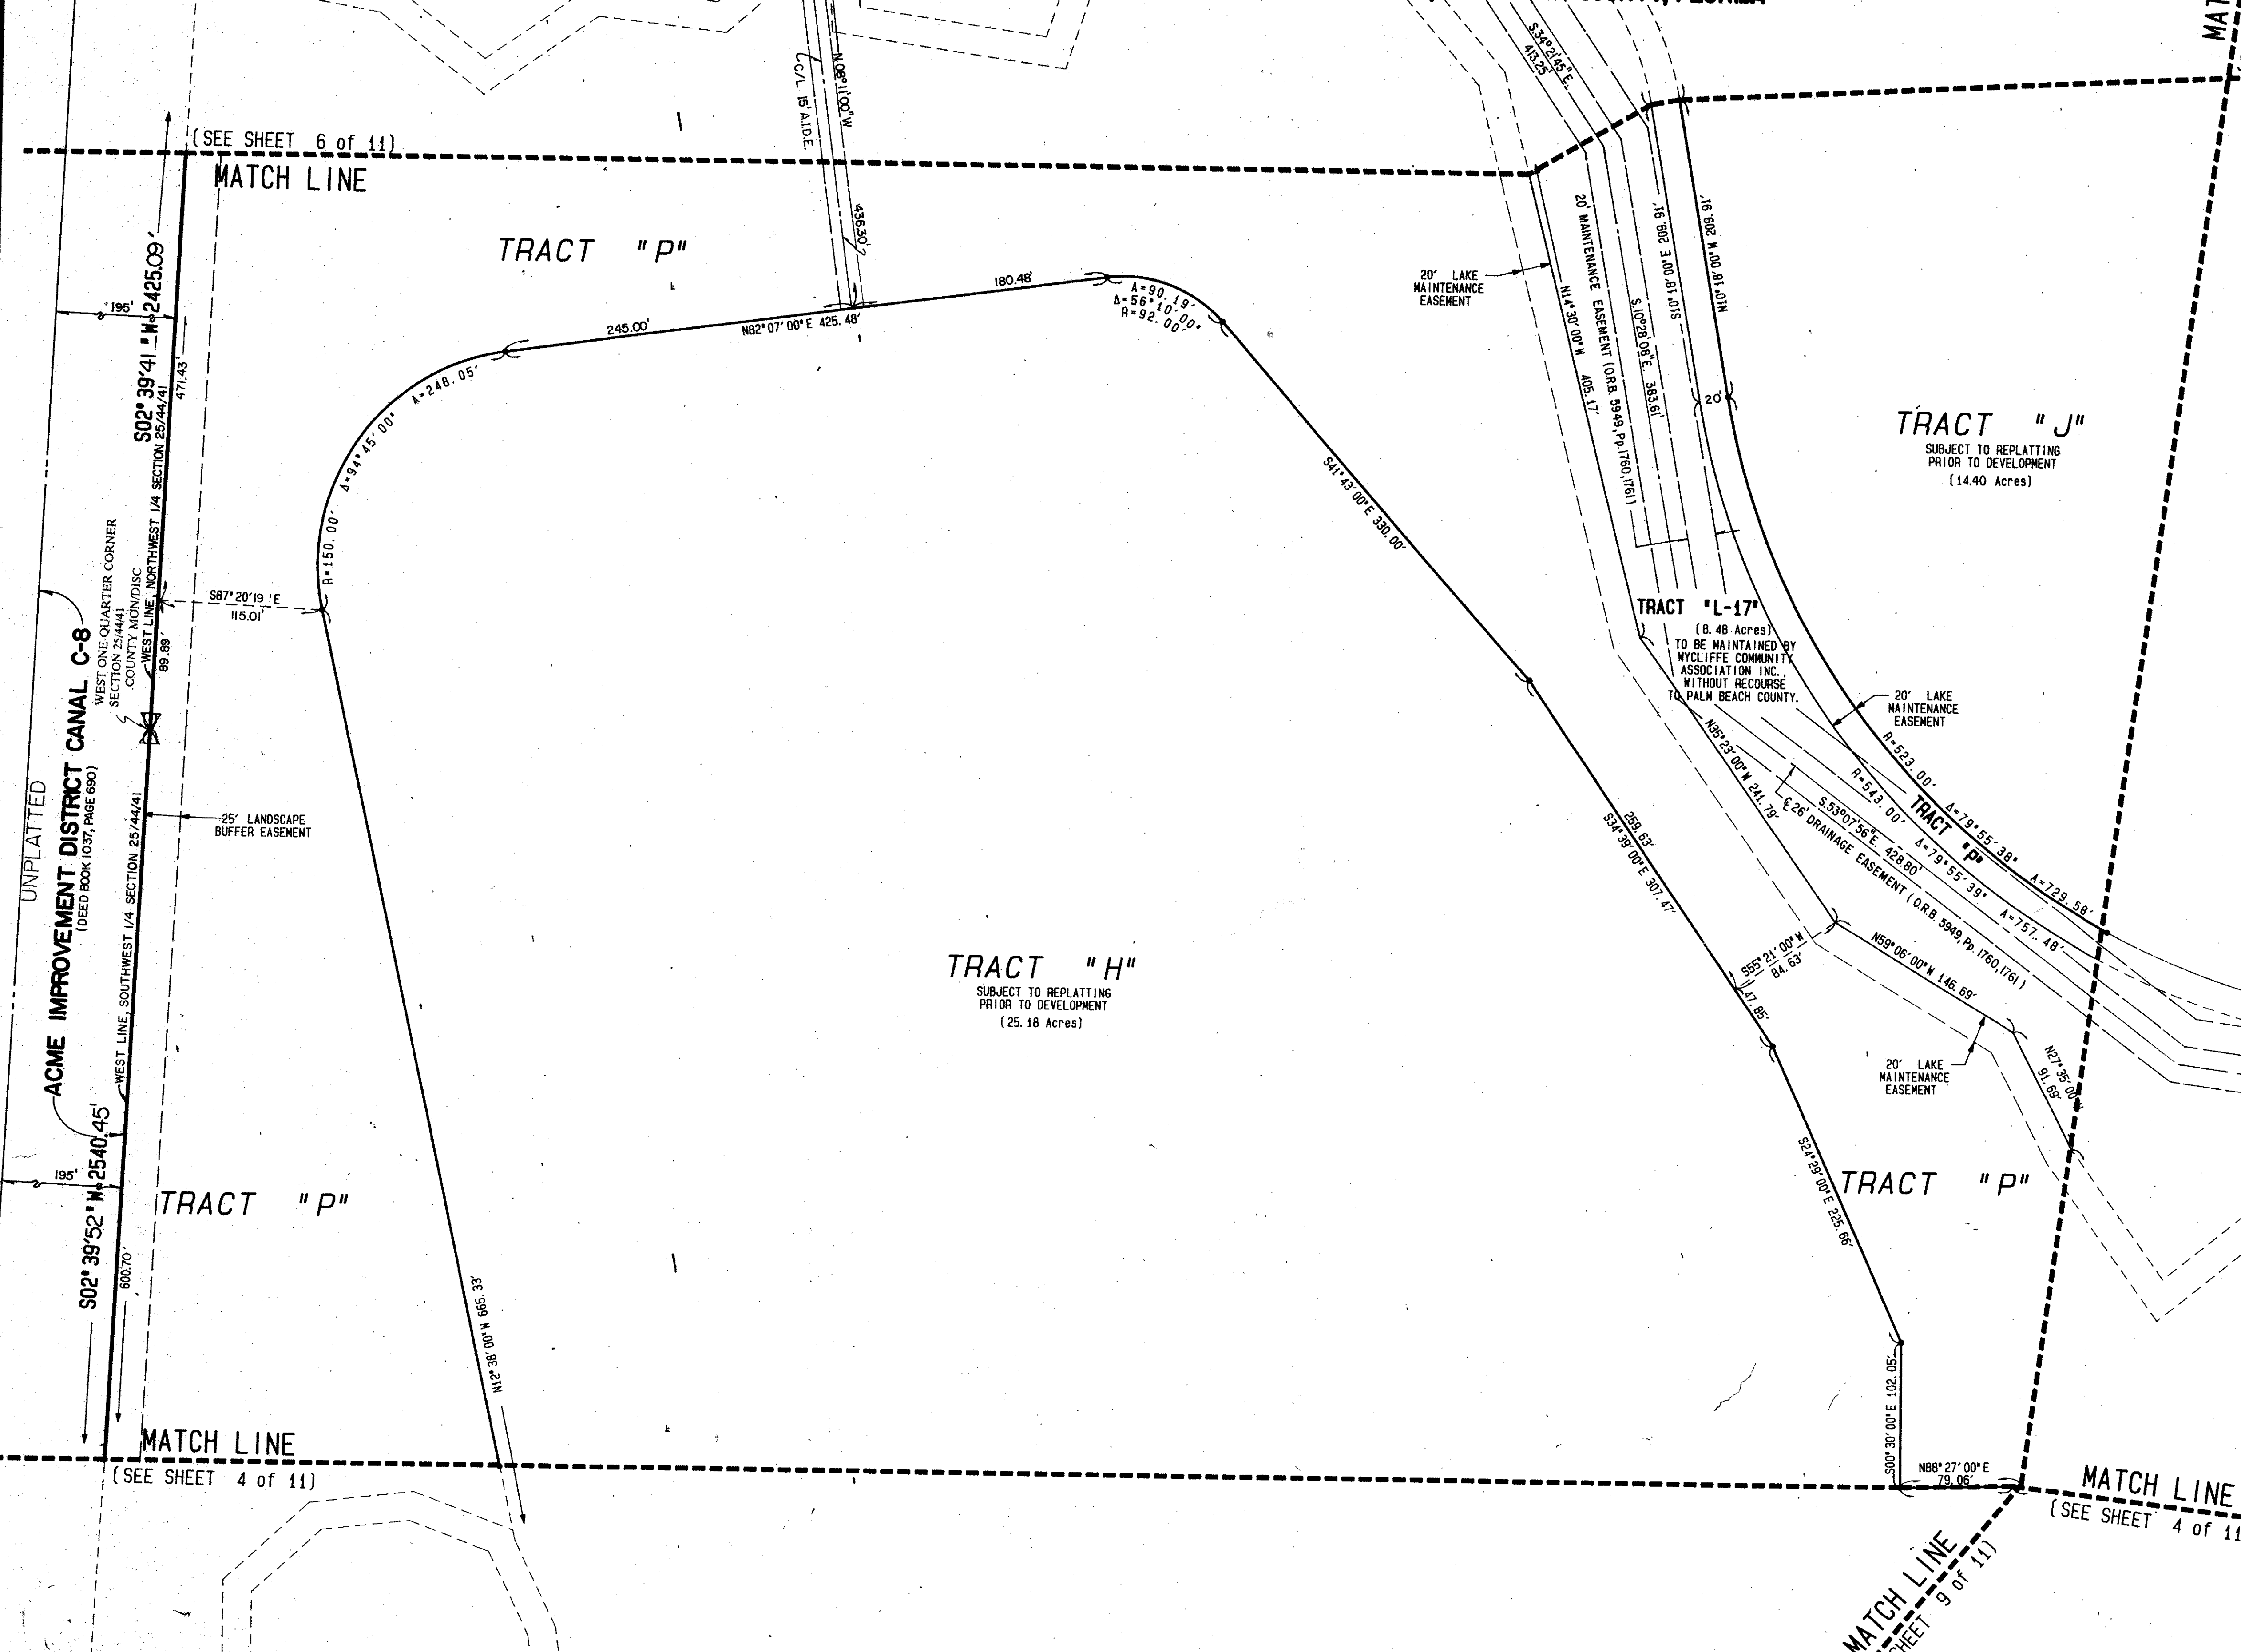 MATCH LINE
(SEE SHEET 6 of 11)
MATCH LINE
C/L 15' A.I.D.E.
N.08°11'00"W
436.30'
S.34°21'45"E.
413.25'
TRACT "P"
195'
S02°39'41"W 2425.09'
471.43'
WEST LINE, NORTHWEST 1/4 SECTION 25/44/41
89.89'
WEST ONE-QUARTER CORNER
SECTION 25/44/41
COUNTY MON/DISC
S87°20'19"E
115.01'
UNPLATTED
ACME IMPROVEMENT DISTRICT CANAL C-8
(DEED BOOK 1037, PAGE 690)
25' LANDSCAPE
BUFFER EASEMENT
WEST LINE, SOUTHWEST 1/4 SECTION 25/44/41
195'
S02°39'52"W 2540.45'
600.70'
TRACT "P"
R=150.00'
Δ=94°45'00"
A=248.05'
245.00'
N82°07'00"E 425.48'
180.48'
A=90.19'
Δ=56°10'00"
R=92.00'
S41°43'00"E 330.00'
259.63'
S34°39'00"E 307.47'
47.85'
S55°21'00"W
84.63'
S24°29'00"E 225.66'
S00°30'00"E 102.05'
N88°27'00"E
79.06'
N12°38'00"W 665.33'
TRACT "H"
SUBJECT TO REPLATTING
PRIOR TO DEVELOPMENT
(25.18 Acres)
20' LAKE
MAINTENANCE
EASEMENT
N14°30'00"W 405.17'
20' MAINTENANCE EASEMENT (O.R.B. 5949, Pp.1760,1761)
S.10°28'08"E. 383.61'
S10°18'00"E 209.91'
N10°18'00"W 209.91'
20'
TRACT "J"
SUBJECT TO REPLATTING
PRIOR TO DEVELOPMENT
(14.40 Acres)
TRACT "L-17"
(8.48 Acres)
TO BE MAINTAINED BY
WYCLIFFE COMMUNITY
ASSOCIATION INC.,
WITHOUT RECOURSE
TO PALM BEACH COUNTY.
20' LAKE
MAINTENANCE
EASEMENT
R=523.00' Δ=79°55'38" A=729.58'
TRACT "P"
R=543.00' Δ=79°55'39" A=757.48'
S.53°07'56"E. 428.80'
℄ 26' DRAINAGE EASEMENT (O.R.B. 5949, Pp.1760,1761)
N35°23'00"W 241.79'
N59°06'00"W 146.69'
20' LAKE
MAINTENANCE
EASEMENT
N27°35'00"W
91.69'
TRACT "P"
MATCH LINE
(SEE SHEET 4 of 11)
MATCH LINE
(SEE SHEET 4 of 11
MATCH LINE
SHEET 9 of 11)